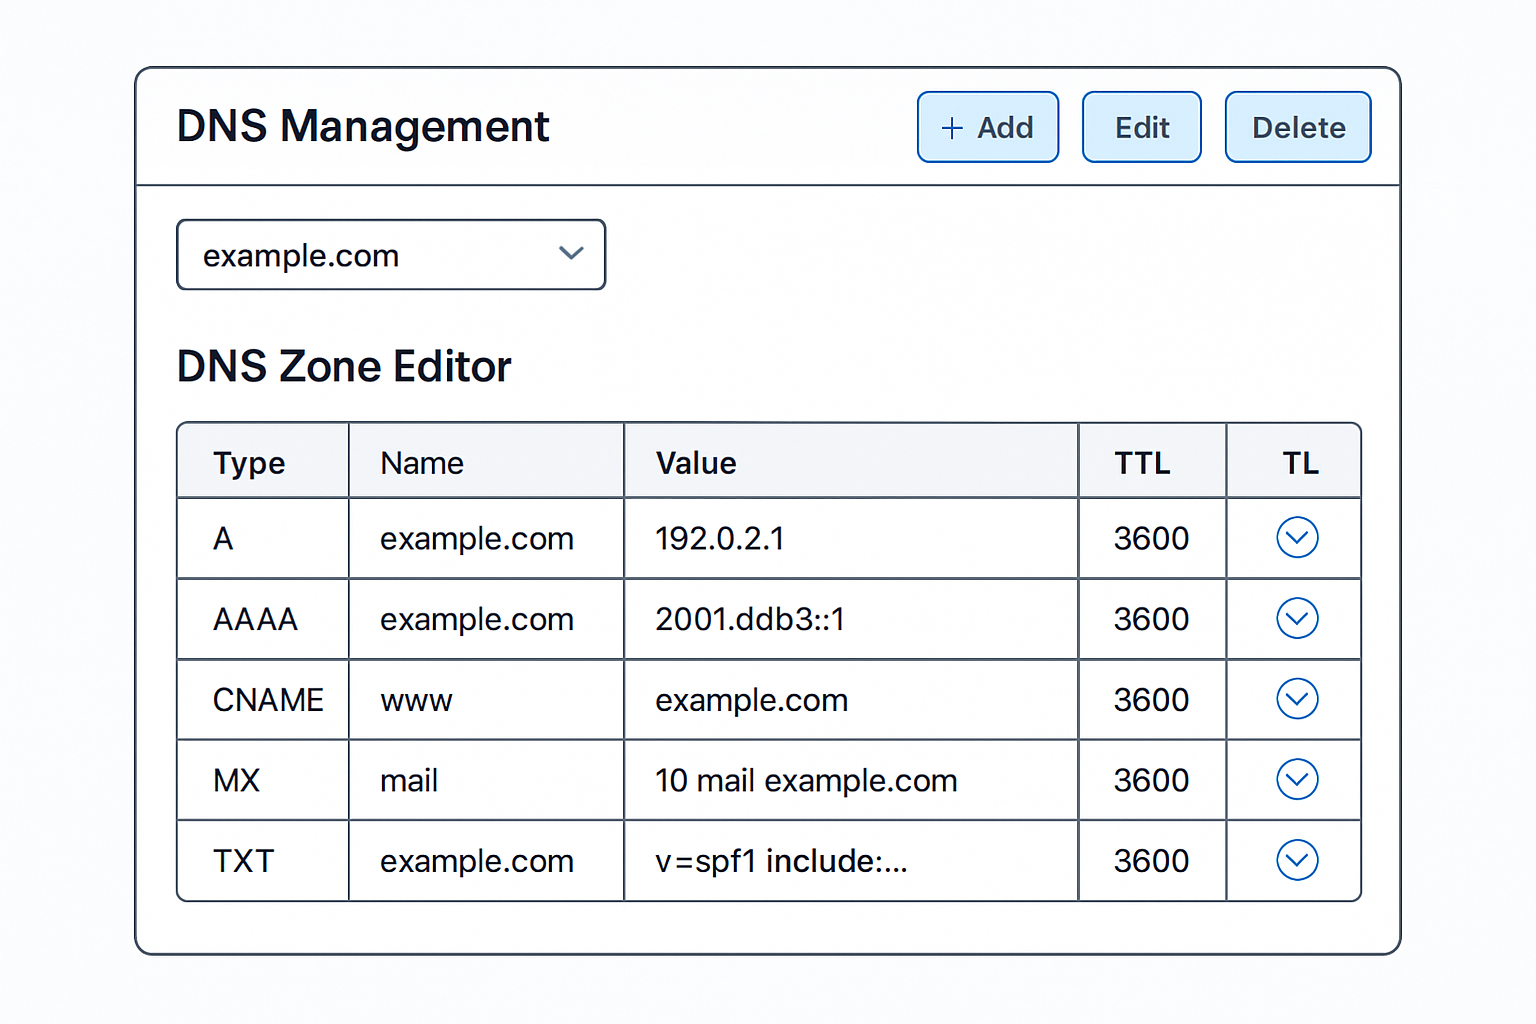 DNS Management
+ Add
Edit
Delete
example.com
DNS Zone Editor
Type Name Value TTL TL
A example.com 192.0.2.1 3600
AAAA example.com 2001.ddb3::1 3600
CNAME www example.com 3600
MX mail 10 mail example.com 3600
TXT example.com v=spf1 include:... 3600